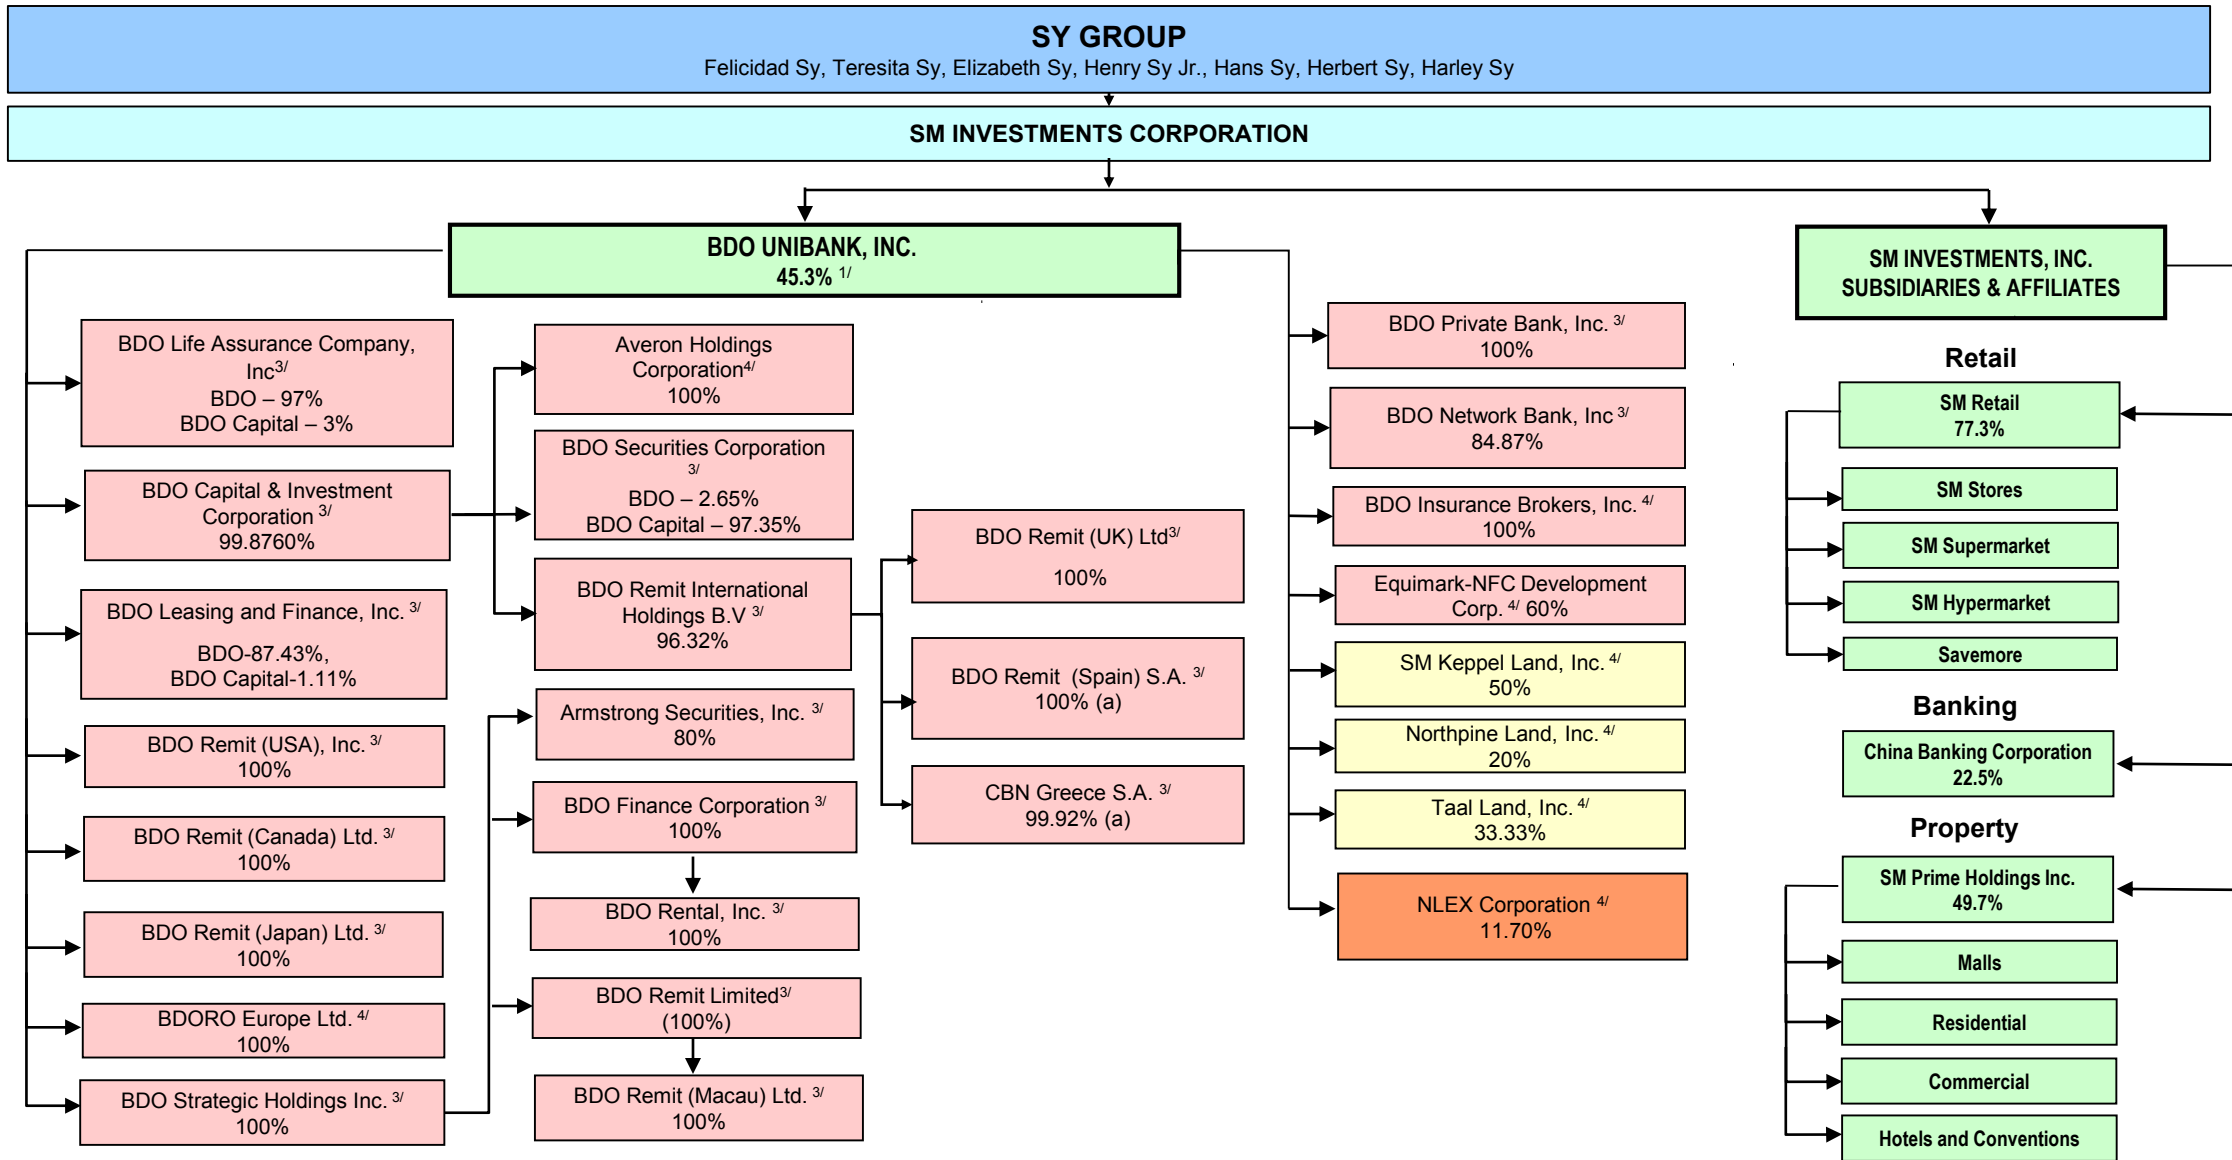 SY GROUP
Felicidad Sy, Teresita Sy, Elizabeth Sy, Henry Sy Jr., Hans Sy, Herbert Sy, Harley Sy
SM INVESTMENTS CORPORATION
BDO UNIBANK, INC.
45.3% 1/
SM INVESTMENTS, INC.
SUBSIDIARIES & AFFILIATES
BDO Life Assurance Company,
Inc3/
BDO – 97%
BDO Capital – 3%
BDO Capital & Investment
Corporation 3/
99.8760%
BDO Leasing and Finance, Inc. 3/
BDO-87.43%,
BDO Capital-1.11%
BDO Remit (USA), Inc. 3/
100%
BDO Remit (Canada) Ltd. 3/
100%
BDO Remit (Japan) Ltd. 3/
100%
BDORO Europe Ltd. 4/
100%
BDO Strategic Holdings Inc. 3/
100%
Averon Holdings
Corporation4/
100%
BDO Securities Corporation
3/
BDO – 2.65%
BDO Capital – 97.35%
BDO Remit International
Holdings B.V 3/
96.32%
Armstrong Securities, Inc. 3/
80%
BDO Finance Corporation 3/
100%
BDO Rental, Inc. 3/
100%
BDO Remit Limited3/
(100%)
BDO Remit (Macau) Ltd. 3/
100%
BDO Remit (UK) Ltd3/
100%
BDO Remit (Spain) S.A. 3/
100% (a)
CBN Greece S.A. 3/
99.92% (a)
BDO Private Bank, Inc. 3/
100%
BDO Network Bank, Inc 3/
84.87%
BDO Insurance Brokers, Inc. 4/
100%
Equimark-NFC Development
Corp. 4/ 60%
SM Keppel Land, Inc. 4/
50%
Northpine Land, Inc. 4/
20%
Taal Land, Inc. 4/
33.33%
NLEX Corporation 4/
11.70%
Retail
SM Retail
77.3%
SM Stores
SM Supermarket
SM Hypermarket
Savemore
Banking
China Banking Corporation
22.5%
Property
SM Prime Holdings Inc.
49.7%
Malls
Residential
Commercial
Hotels and Conventions